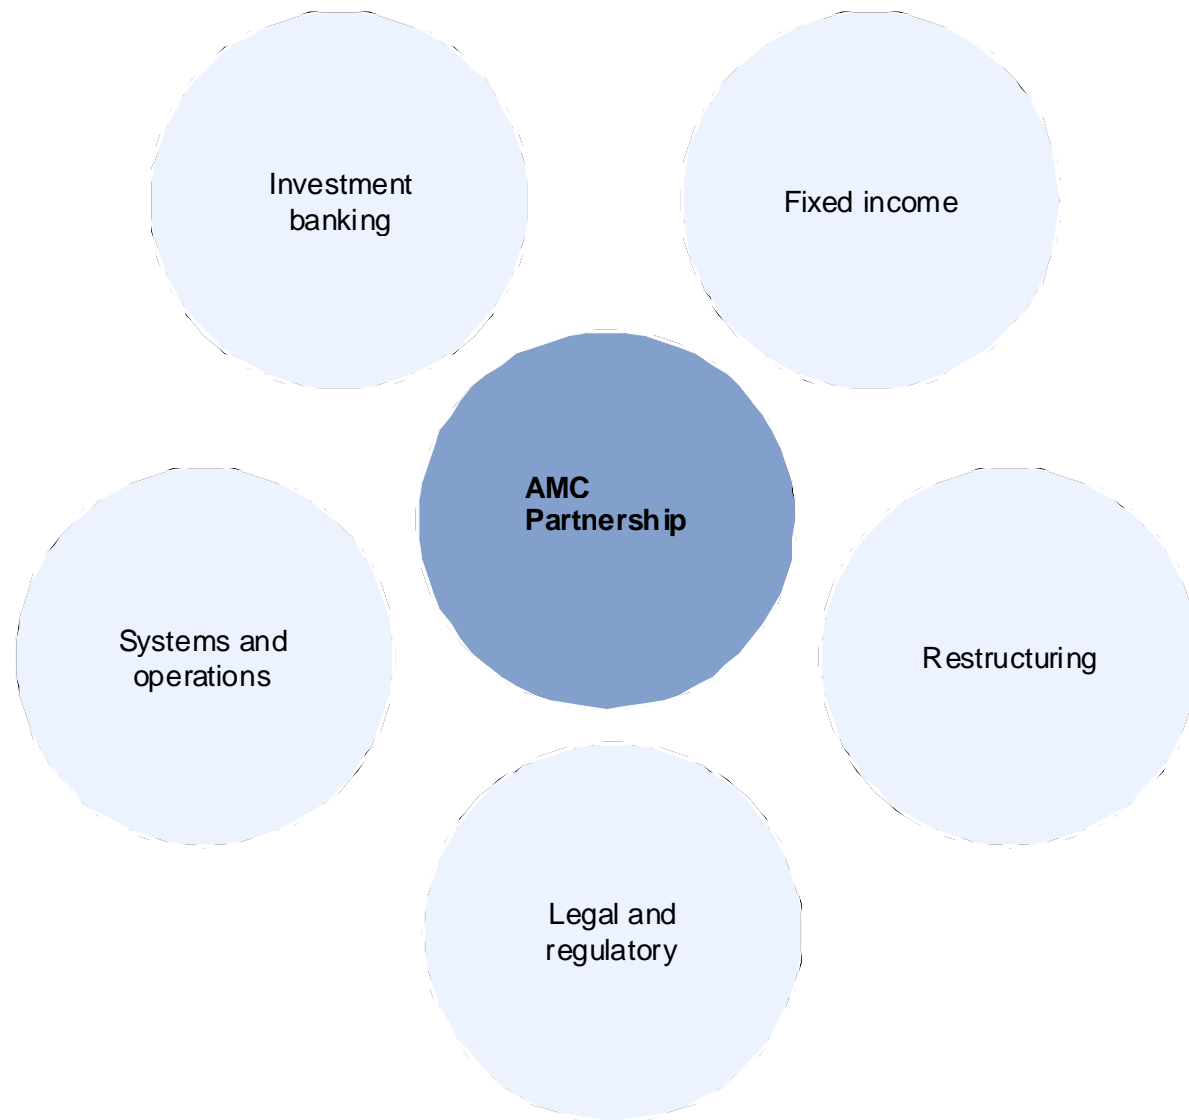 Investment
banking
Fixed income
AMC
Partnership
Systems and
operations
Restructuring
Legal and
regulatory